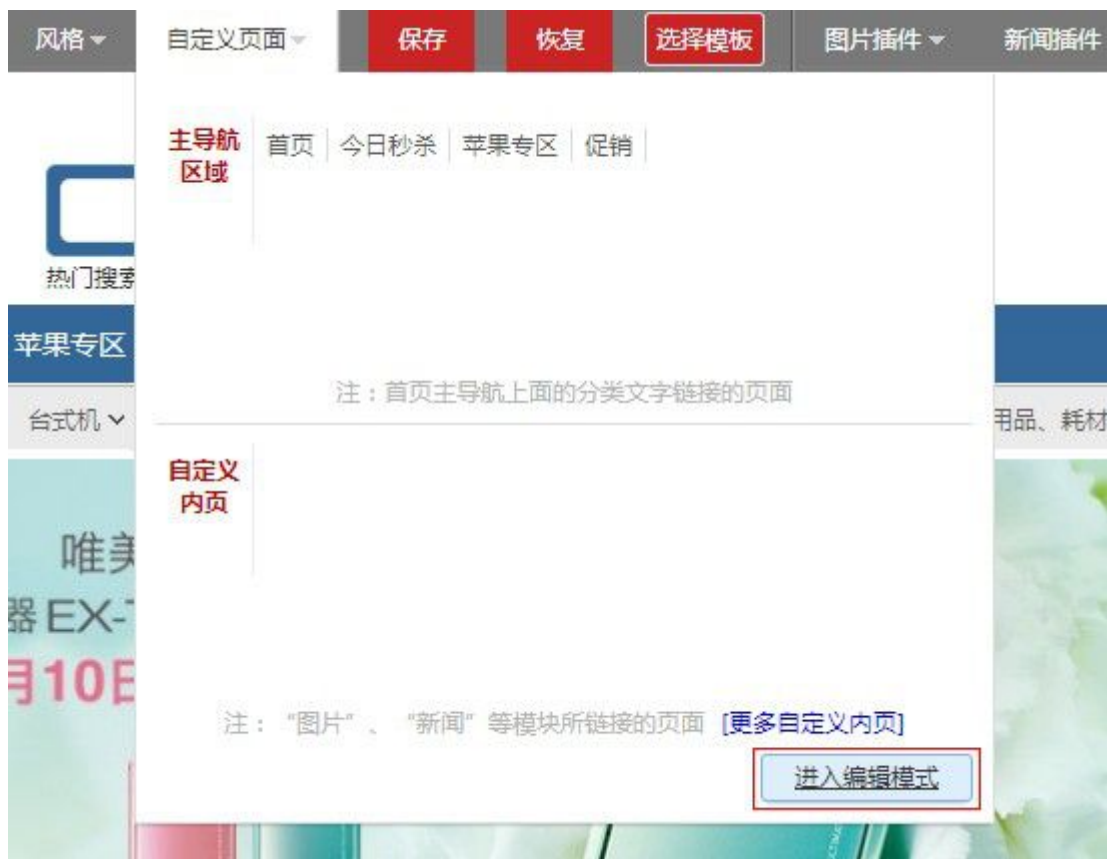 风格 自定义页面 保存 恢复 选择模板 图片插件 新闻插件
主导航
区域
首页 今日秒杀 苹果专区 促销
热门搜索
苹果专区
注：首页主导航上面的分类文字链接的页面
台式机
用品、耗材
自定义
内页
唯美
器EX-
月10日
注： “图片” 、 “新闻” 等模块所链接的页面 [更多自定义内页]
进入编辑模式